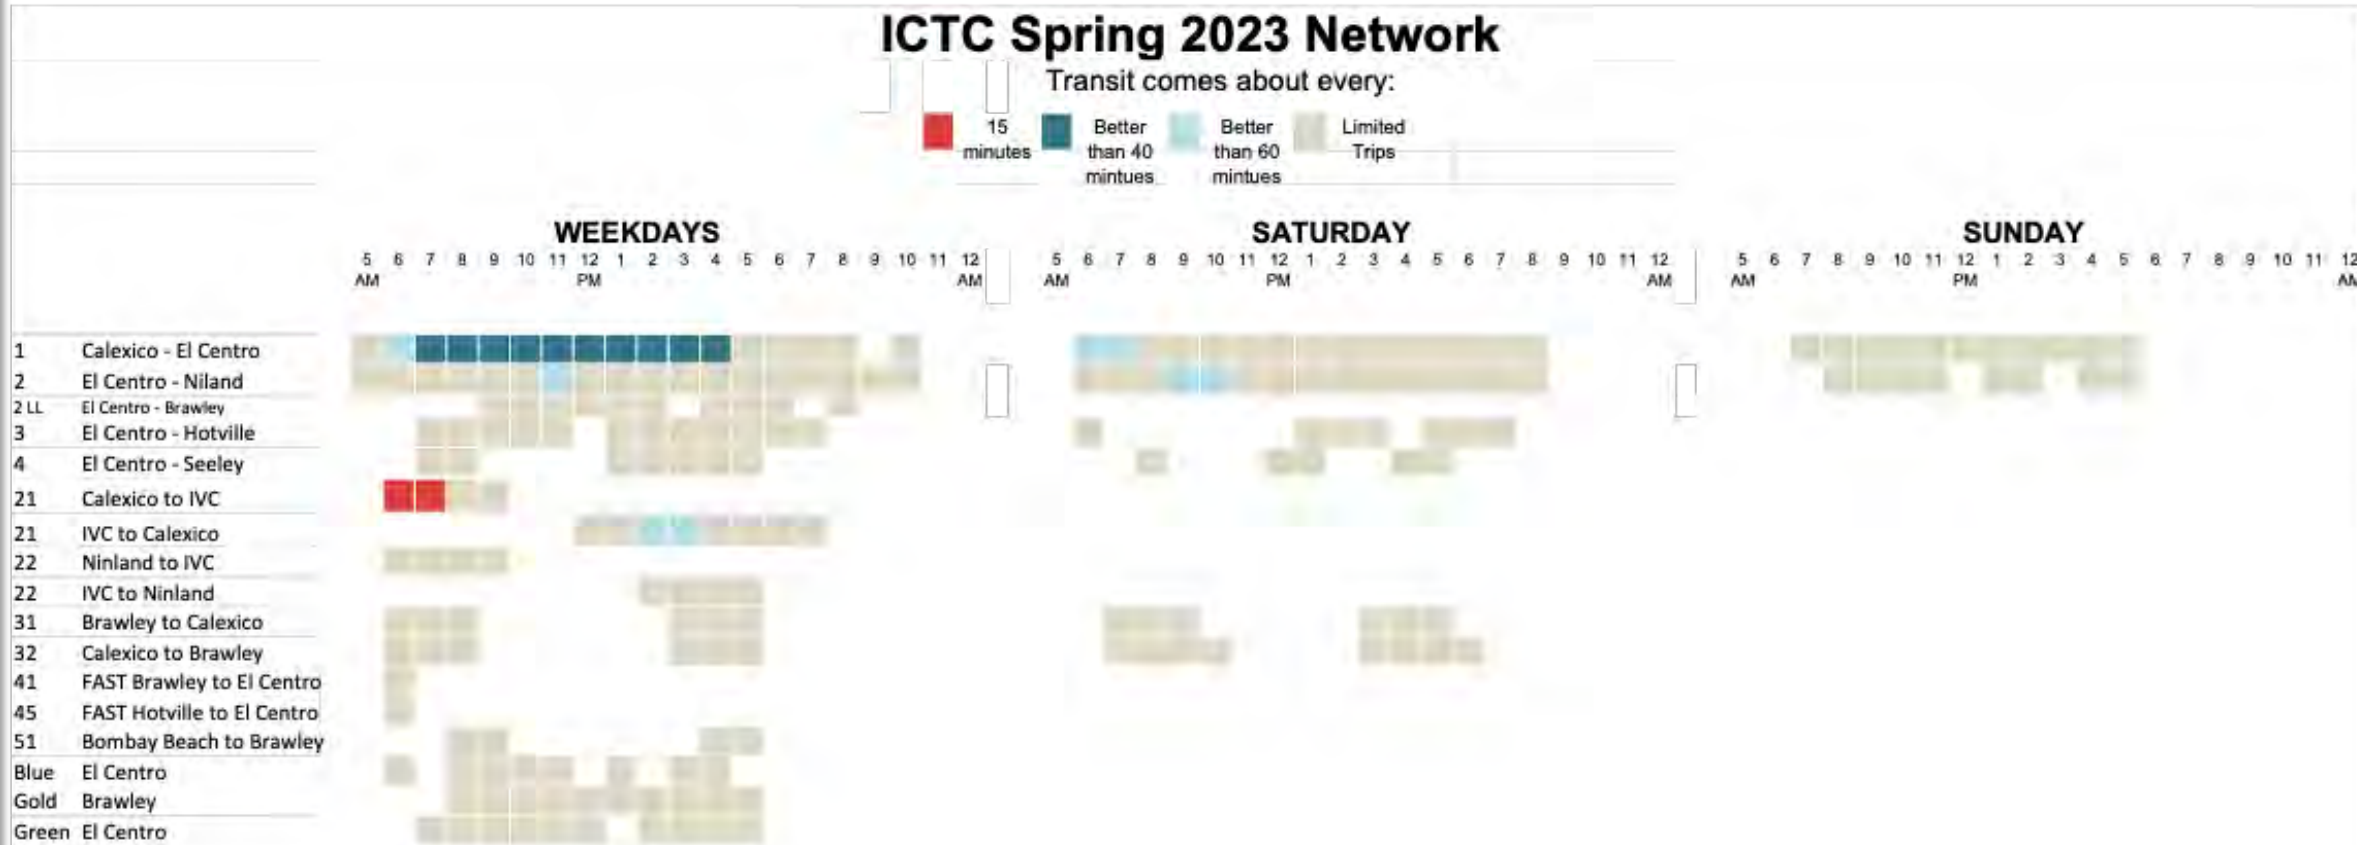 ICTC Spring 2023 Network
Transit comes about every:
15 minutes
Better than 40 mintues
Better than 60 mintues
Limited Trips
WEEKDAYS
SATURDAY
SUNDAY
5 AM 6 7 8 9 10 11 12 PM 1 2 3 4 5 6 7 8 9 10 11 12 AM
5 AM 6 7 8 9 10 11 12 PM 1 2 3 4 5 6 7 8 9 10 11 12 AM
5 AM 6 7 8 9 10 11 12 PM 1 2 3 4 5 6 7 8 9 10 11 12 AM
1 Calexico - El Centro
2 El Centro - Niland
2 LL El Centro - Brawley
3 El Centro - Hotville
4 El Centro - Seeley
21 Calexico to IVC
21 IVC to Calexico
22 Ninland to IVC
22 IVC to Ninland
31 Brawley to Calexico
32 Calexico to Brawley
41 FAST Brawley to El Centro
45 FAST Hotville to El Centro
51 Bombay Beach to Brawley
Blue El Centro
Gold Brawley
Green El Centro